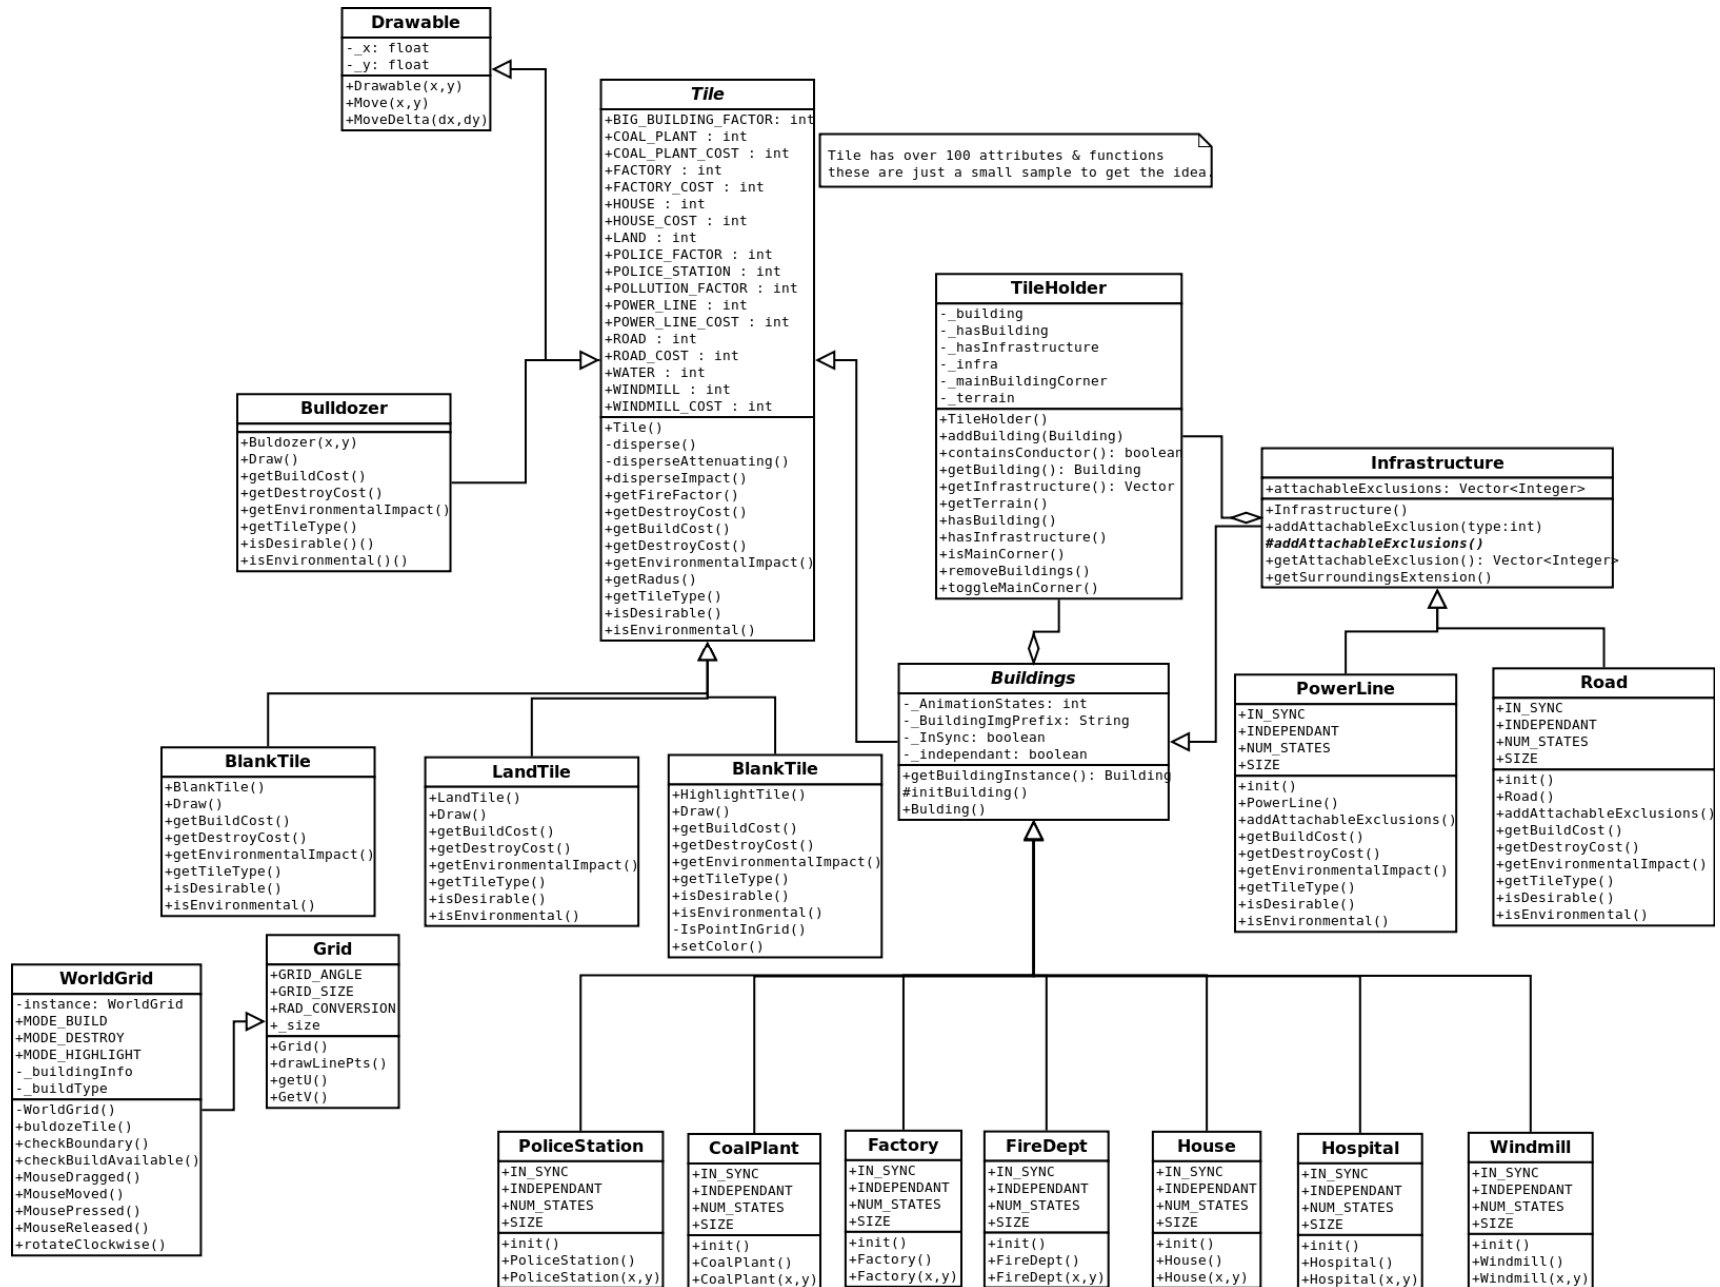 Drawable
-_x: float
-_y: float
+Drawable(x,y)
+Move(x,y)
+MoveDelta(dx,dy)
Tile
+BIG_BUILDING_FACTOR: int
+COAL_PLANT : int
+COAL_PLANT_COST : int
+FACTORY : int
+FACTORY_COST : int
+HOUSE : int
+HOUSE_COST : int
+LAND : int
+POLICE_FACTOR : int
+POLICE_STATION : int
+POLLUTION_FACTOR : int
+POWER_LINE : int
+POWER_LINE_COST : int
+ROAD : int
+ROAD_COST : int
+WATER : int
+WINDMILL : int
+WINDMILL_COST : int
+Tile()
-disperse()
-disperseAttenuating()
+disperseImpact()
+getFireFactor()
+getDestroyCost()
+getBuildCost()
+getDestroyCost()
+getEnvironmentalImpact()
+getRadus()
+getTileType()
+isDesirable()
+isEnvironmental()
Tile has over 100 attributes & functions
these are just a small sample to get the idea.
TileHolder
-_building
-_hasBuilding
-_hasInfrastructure
-_infra
-_mainBuildingCorner
-_terrain
+TileHolder()
+addBuilding(Building)
+containsConductor(): boolean
+getBuilding(): Building
+getInfrastructure(): Vector
+getTerrain()
+hasBuilding()
+hasInfrastructure()
+isMainCorner()
+removeBuildings()
+toggleMainCorner()
Bulldozer
+Buldozer(x,y)
+Draw()
+getBuildCost()
+getDestroyCost()
+getEnvironmentalImpact()
+getTileType()
+isDesirable()()
+isEnvironmental()()
Infrastructure
+attachableExclusions: Vector<Integer>
+Infrastructure()
+addAttachableExclusion(type:int)
#addAttachableExclusions()
+getAttachableExclusion(): Vector<Integer>
+getSurroundingsExtension()
Buildings
-_AnimationStates: int
-_BuildingImgPrefix: String
-_InSync: boolean
-_independant: boolean
+getBuildingInstance(): Building
#initBuilding()
+Bulding()
PowerLine
+IN_SYNC
+INDEPENDANT
+NUM_STATES
+SIZE
+init()
+PowerLine()
+addAttachableExclusions()
+getBuildCost()
+getDestroyCost()
+getEnvironmentalImpact()
+getTileType()
+isDesirable()
+isEnvironmental()
Road
+IN_SYNC
+INDEPENDANT
+NUM_STATES
+SIZE
+init()
+Road()
+addAttachableExclusions()
+getBuildCost()
+getDestroyCost()
+getEnvironmentalImpact()
+getTileType()
+isDesirable()
+isEnvironmental()
BlankTile
+BlankTile()
+Draw()
+getBuildCost()
+getDestroyCost()
+getEnvironmentalImpact()
+getTileType()
+isDesirable()
+isEnvironmental()
LandTile
+LandTile()
+Draw()
+getBuildCost()
+getDestroyCost()
+getEnvironmentalImpact()
+getTileType()
+isDesirable()
+isEnvironmental()
BlankTile
+HighlightTile()
+Draw()
+getBuildCost()
+getDestroyCost()
+getEnvironmentalImpact()
+getTileType()
+isDesirable()
+isEnvironmental()
-IsPointInGrid()
+setColor()
WorldGrid
-instance: WorldGrid
+MODE_BUILD
+MODE_DESTROY
+MODE_HIGHLIGHT
-_buildingInfo
-_buildType
-WorldGrid()
+buldozeTile()
+checkBoundary()
+checkBuildAvailable()
+MouseDragged()
+MouseMoved()
+MousePressed()
+MouseReleased()
+rotateClockwise()
Grid
+GRID_ANGLE
+GRID_SIZE
+RAD_CONVERSION
+_size
+Grid()
+drawLinePts()
+getU()
+GetV()
PoliceStation
+IN_SYNC
+INDEPENDANT
+NUM_STATES
+SIZE
+init()
+PoliceStation()
+PoliceStation(x,y)
CoalPlant
+IN_SYNC
+INDEPENDANT
+NUM_STATES
+SIZE
+init()
+CoalPlant()
+CoalPlant(x,y)
Factory
+IN_SYNC
+INDEPENDANT
+NUM_STATES
+SIZE
+init()
+Factory()
+Factory(x,y)
FireDept
+IN_SYNC
+INDEPENDANT
+NUM_STATES
+SIZE
+init()
+FireDept()
+FireDept(x,y)
House
+IN_SYNC
+INDEPENDANT
+NUM_STATES
+SIZE
+init()
+House()
+House(x,y)
Hospital
+IN_SYNC
+INDEPENDANT
+NUM_STATES
+SIZE
+init()
+Hospital()
+Hospital(x,y)
Windmill
+IN_SYNC
+INDEPENDANT
+NUM_STATES
+SIZE
+init()
+Windmill()
+Windmill(x,y)